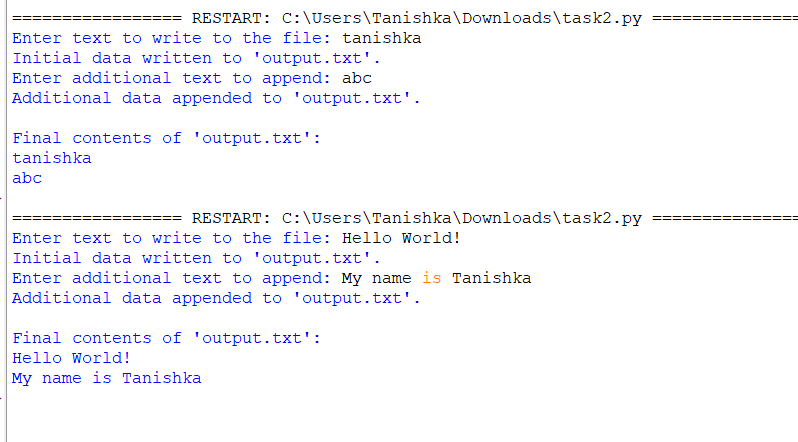 ================= RESTART: C:\Users\Tanishka\Downloads\task2.py ===============
Enter text to write to the file: tanishka
Initial data written to 'output.txt'.
Enter additional text to append: abc
Additional data appended to 'output.txt'.
Final contents of 'output.txt':
tanishka
abc
================= RESTART: C:\Users\Tanishka\Downloads\task2.py ===============
Enter text to write to the file: Hello World!
Initial data written to 'output.txt'.
Enter additional text to append: My name is Tanishka
Additional data appended to 'output.txt'.
Final contents of 'output.txt':
Hello World!
My name is Tanishka